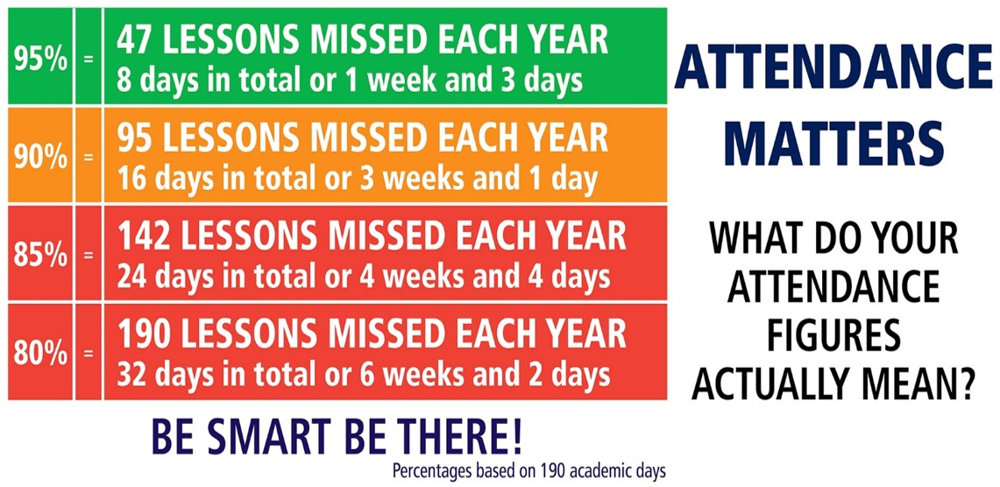 95% = 47 LESSONS MISSED EACH YEAR
8 days in total or 1 week and 3 days
90% = 95 LESSONS MISSED EACH YEAR
16 days in total or 3 weeks and 1 day
85% = 142 LESSONS MISSED EACH YEAR
24 days in total or 4 weeks and 4 days
80% = 190 LESSONS MISSED EACH YEAR
32 days in total or 6 weeks and 2 days
BE SMART BE THERE!
Percentages based on 190 academic days
ATTENDANCE
MATTERS
WHAT DO YOUR
ATTENDANCE
FIGURES
ACTUALLY MEAN?